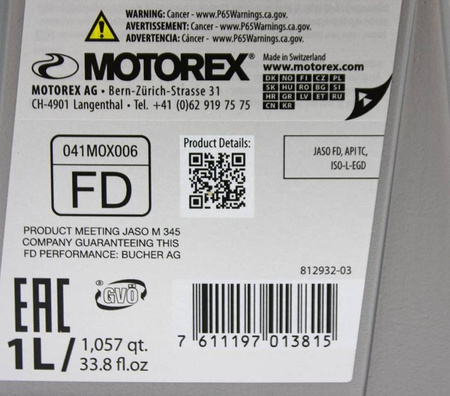 WARNING: Cancer - www.P65Warnings.ca.gov.
AVERTISSEMENT: Cáncer - www.P65Warnings.ca.gov.
ADVERTENCIA: Cáncer - www.P65Warnings.ca.gov.
MOTOREX®
Made in Switzerland
www.motorex.com
MOTOREX AG • Bern-Zürich-Strasse 31
CH-4901 Langenthal • Tel. +41 (0)62 919 75 75
DK NO FI CZ PL
SK HU RO BG SI
HR GR LV ET RU
CN KR
041MOX006
FD
Product Details:
JASO FD, API TC,
ISO-L-EGD
PRODUCT MEETING JASO M 345
COMPANY GUARANTEEING THIS
FD PERFORMANCE: BUCHER AG
812932-03
EAC
GVÖ
1L/ 1,057 qt.
33.8 fl.oz
7 611197 013815